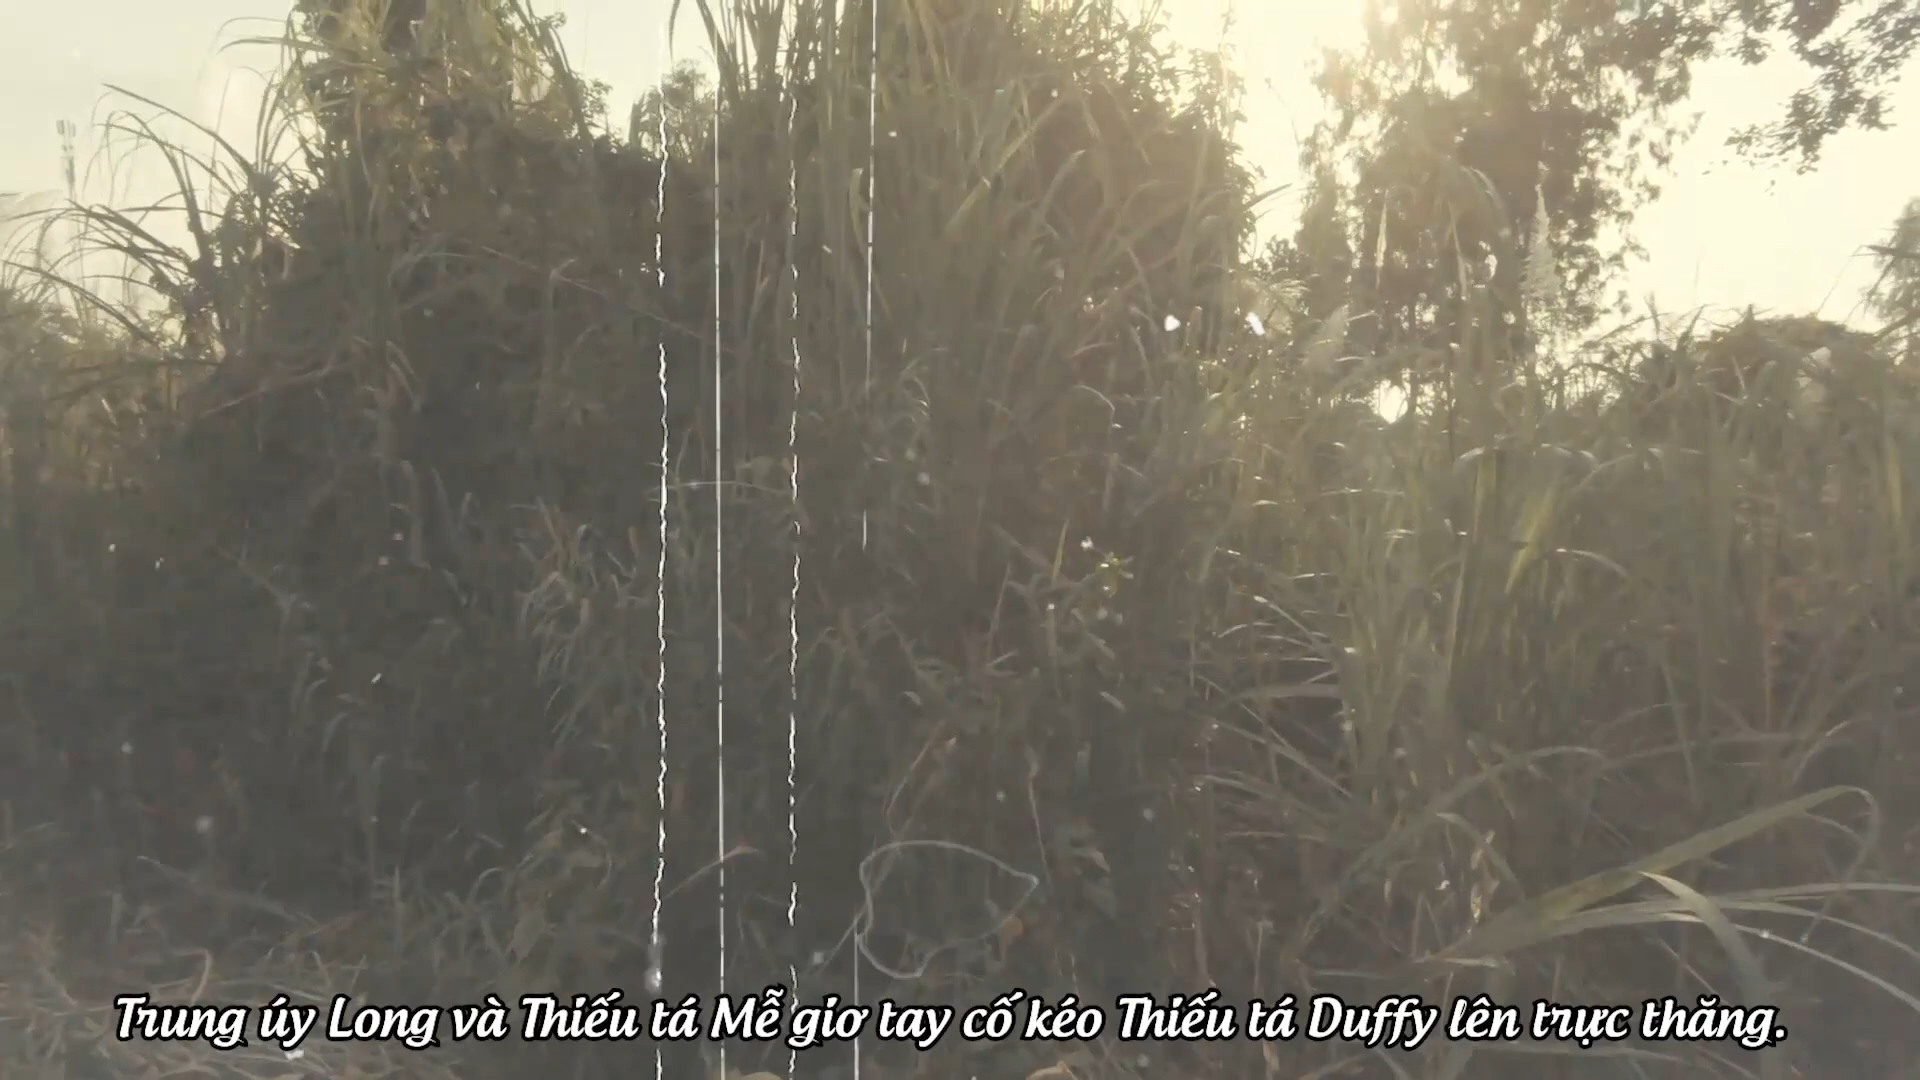 Trung úy Long và Thiếu tá Mễ giơ tay cố kéo Thiếu tá Duffy lên trực thăng.